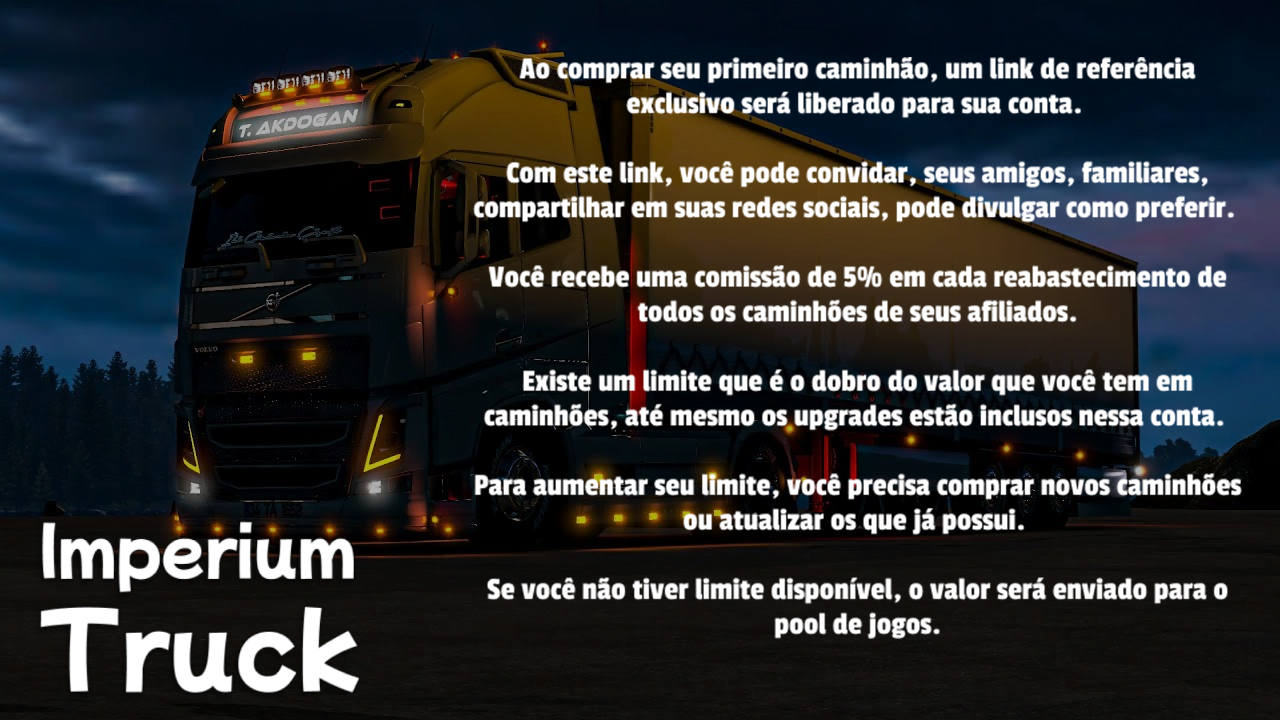 T. AKDOGAN
VOLVO
Ao comprar seu primeiro caminhão, um link de referência
exclusivo será liberado para sua conta.
Com este link, você pode convidar, seus amigos, familiares,
compartilhar em suas redes sociais, pode divulgar como preferir.
Você recebe uma comissão de 5% em cada reabastecimento de
todos os caminhões de seus afiliados.
Existe um limite que é o dobro do valor que você tem em
caminhões, até mesmo os upgrades estão inclusos nessa conta.
Para aumentar seu limite, você precisa comprar novos caminhões
ou atualizar os que já possui.
Se você não tiver limite disponível, o valor será enviado para o
pool de jogos.
Imperium
Truck